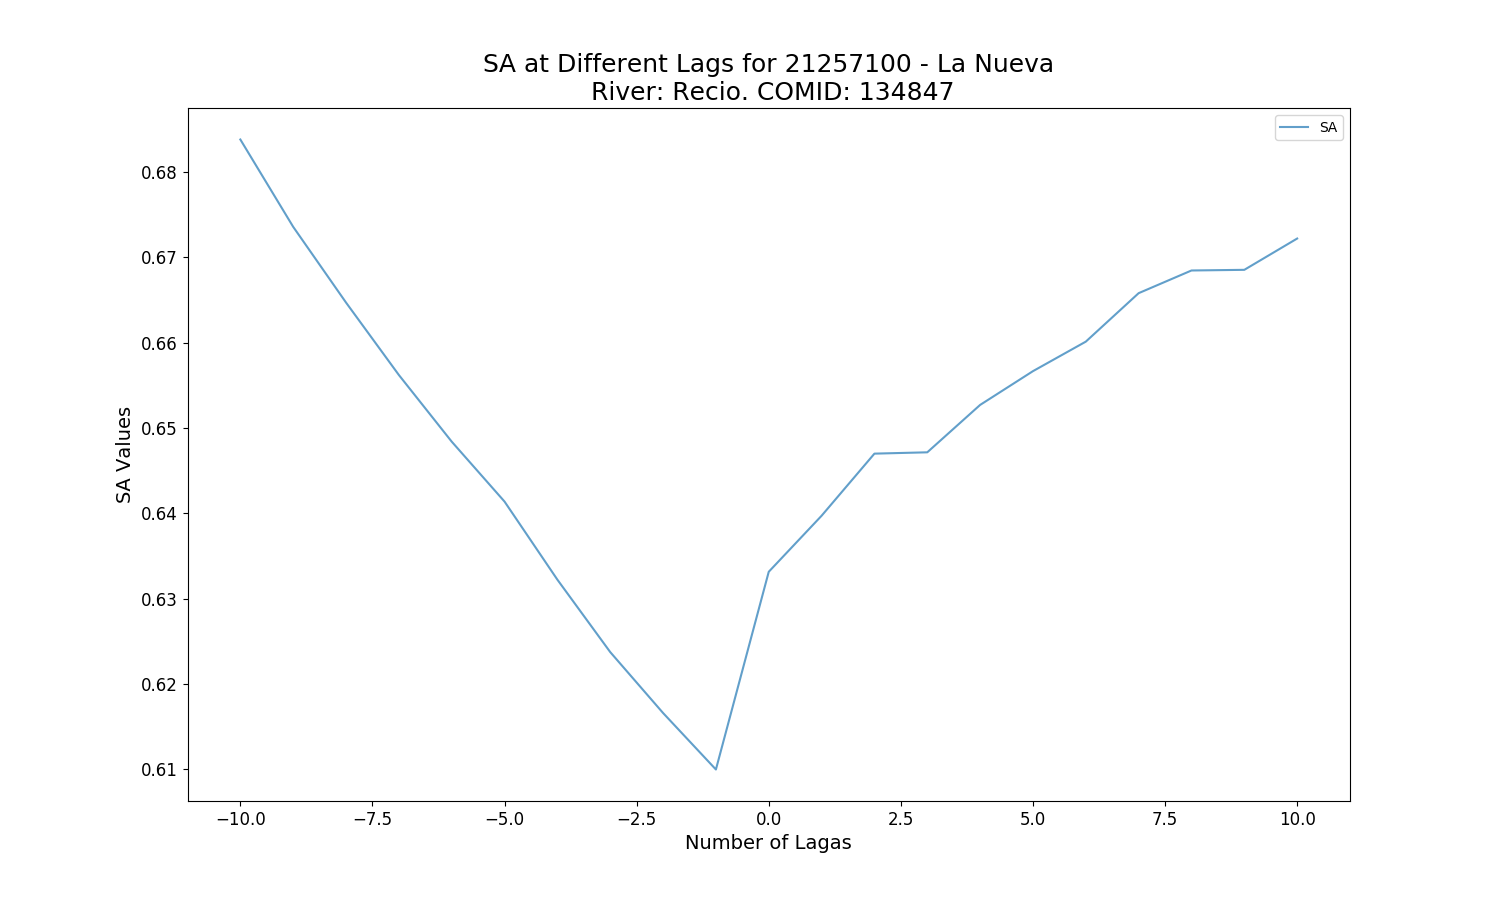 SA at Different Lags for 21257100 - La Nueva
River: Recio. COMID: 134847
SA
0.68
0.67
0.66
0.65
0.64
0.63
0.62
0.61
SA Values
−10.0 −7.5 −5.0 −2.5 0.0 2.5 5.0 7.5 10.0
Number of Lagas